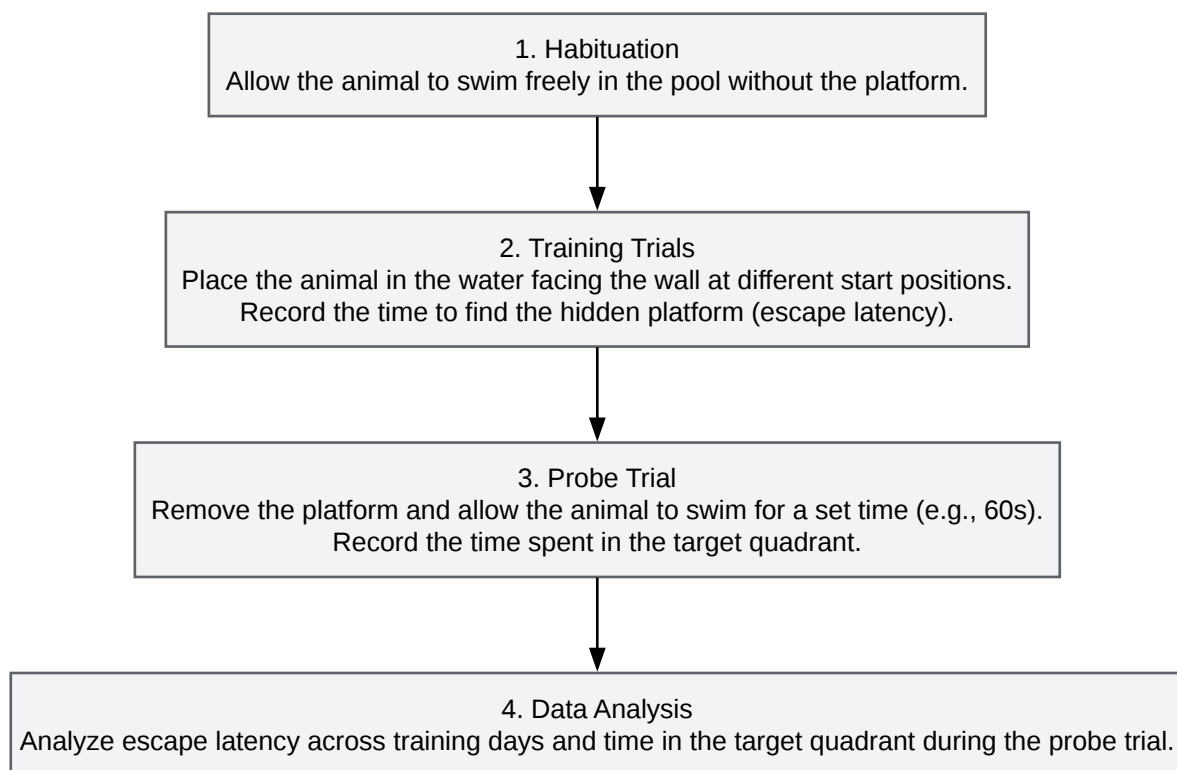 1. Habituation
Allow the animal to swim freely in the pool without the platform.
2. Training Trials
Place the animal in the water facing the wall at different start positions.
Record the time to find the hidden platform (escape latency).
3. Probe Trial
Remove the platform and allow the animal to swim for a set time (e.g., 60s).
Record the time spent in the target quadrant.
4. Data Analysis
Analyze escape latency across training days and time in the target quadrant during the probe trial.